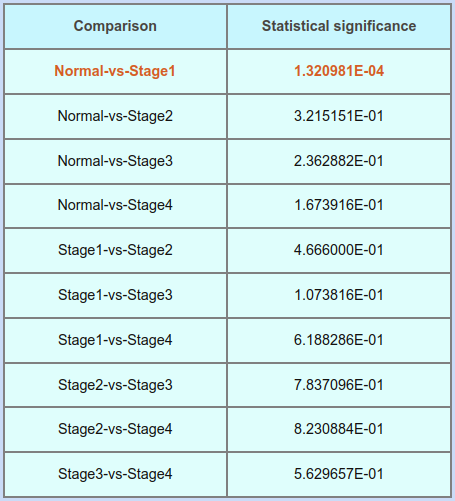 Comparison Statistical significance
Normal-vs-Stage1 1.320981E-04
Normal-vs-Stage2 3.215151E-01
Normal-vs-Stage3 2.362882E-01
Normal-vs-Stage4 1.673916E-01
Stage1-vs-Stage2 4.666000E-01
Stage1-vs-Stage3 1.073816E-01
Stage1-vs-Stage4 6.188286E-01
Stage2-vs-Stage3 7.837096E-01
Stage2-vs-Stage4 8.230884E-01
Stage3-vs-Stage4 5.629657E-01